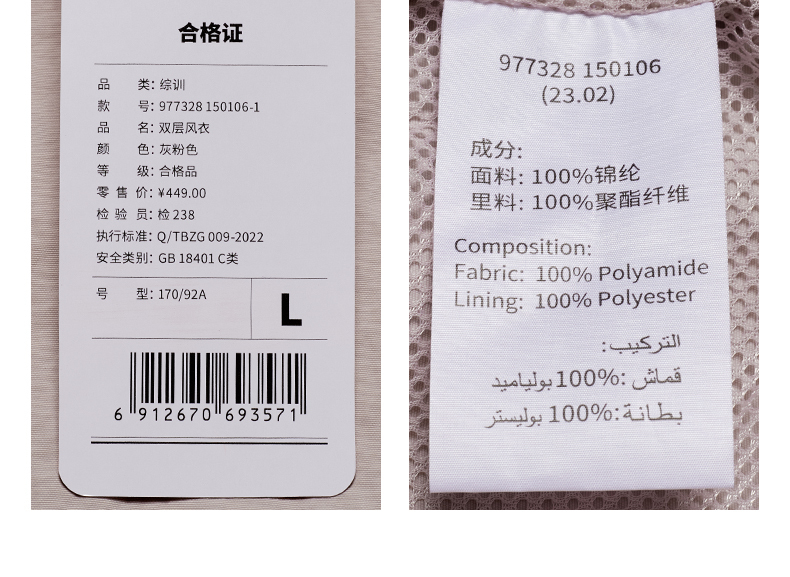 合格证
品 类: 综训
款 号: 977328 150106-1
品 名: 双层风衣
颜 色: 灰粉色
等 级: 合格品
零 售 价: ¥449.00
检 验 员: 检 238
执行标准: Q/TBZG 009-2022
安全类别: GB 18401 C类
号 型: 170/92A
L
6 912670 693571
977328 150106
(23.02)
成分:
面料: 100%锦纶
里料: 100%聚酯纤维
Composition:
Fabric: 100% Polyamide
Lining: 100% Polyester
التركيب:
قماش :100%بولياميد
بطانة:100% بوليستر